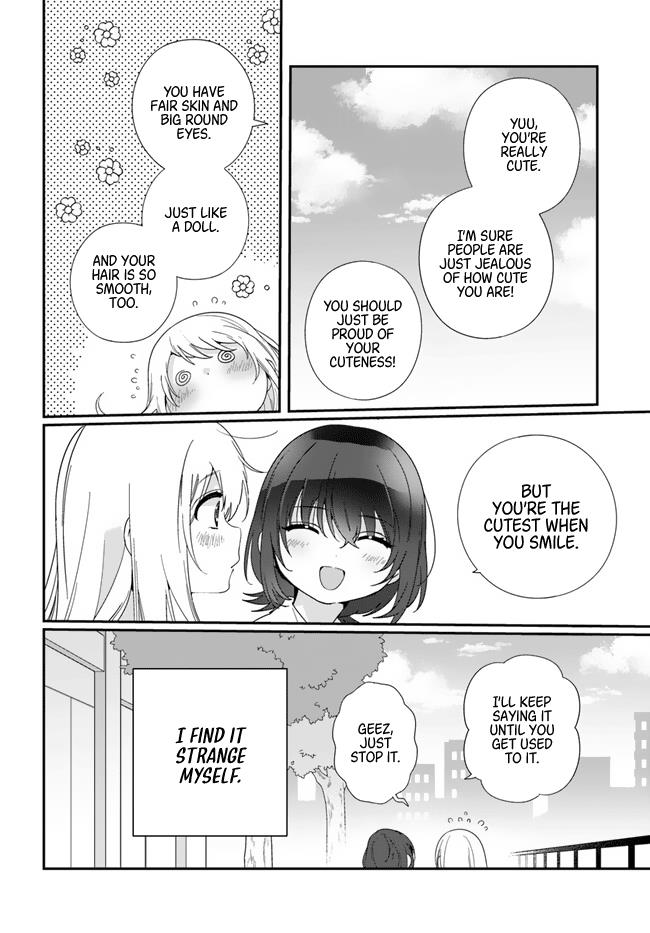 YUU,
YOU'RE
REALLY
CUTE.
I'M SURE
PEOPLE ARE
JUST JEALOUS
OF HOW CUTE
YOU ARE!
YOU SHOULD
JUST BE
PROUD OF
YOUR
CUTENESS!
YOU HAVE
FAIR SKIN AND
BIG ROUND
EYES.
JUST LIKE
A DOLL.
AND YOUR
HAIR IS SO
SMOOTH,
TOO.
BUT
YOU'RE THE
CUTEST WHEN
YOU SMILE.
I'LL KEEP
SAYING IT
UNTIL YOU
GET USED
TO IT.
GEEZ,
JUST
STOP IT.
I FIND IT
STRANGE
MYSELF.